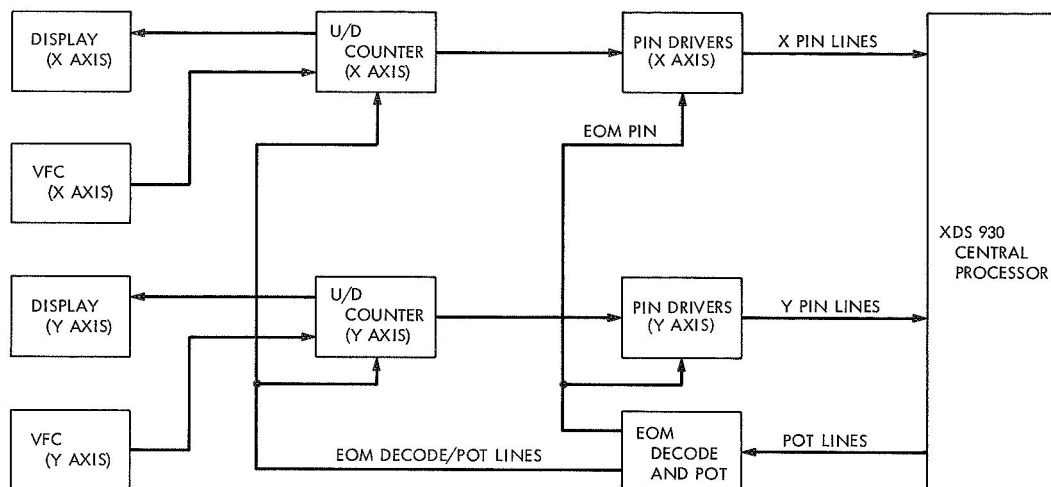 DISPLAY
(X AXIS)
U/D
COUNTER
(X AXIS)
PIN DRIVERS
(X AXIS)
X PIN LINES
EOM PIN
VFC
(X AXIS)
XDS 930
CENTRAL
PROCESSOR
DISPLAY
(Y AXIS)
U/D
COUNTER
(Y AXIS)
PIN DRIVERS
(Y AXIS)
Y PIN LINES
VFC
(Y AXIS)
EOM DECODE/POT LINES
EOM
DECODE
AND POT
POT LINES